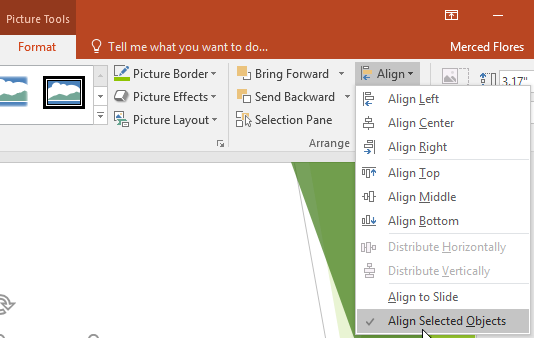 Picture Tools
Format
Tell me what you want to do...
Merced Flores
Picture Border
Bring Forward
Align
3.17"
Picture Effects
Send Backward
Picture Layout
Selection Pane
Arrange
Align Left
Align Center
Align Right
Align Top
Align Middle
Align Bottom
Distribute Horizontally
Distribute Vertically
Align to Slide
Align Selected Objects